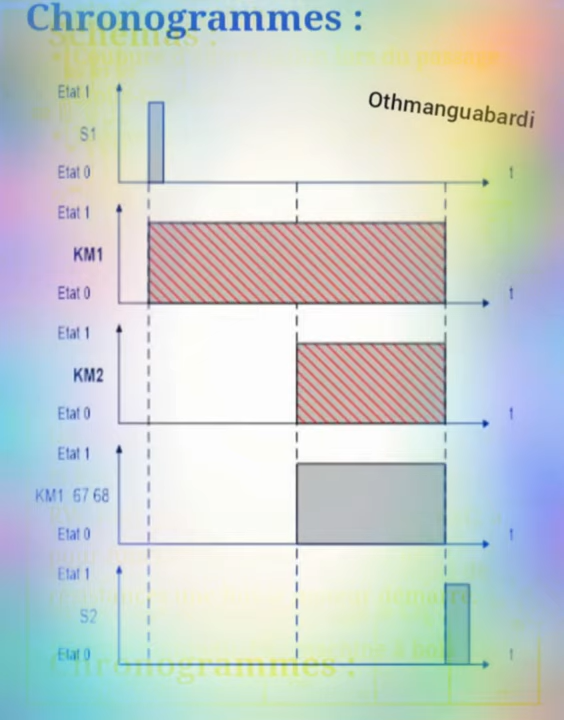 Chronogrammes :
Schémas :
Othmanguabardi
Etat 1
S1
Etat 0
t
Etat 1
KM1
Etat 0
t
Etat 1
KM2
Etat 0
t
Etat 1
KM1 67 68
Etat 0
t
Etat 1
S2
Etat 0
t
Chronogrammes :